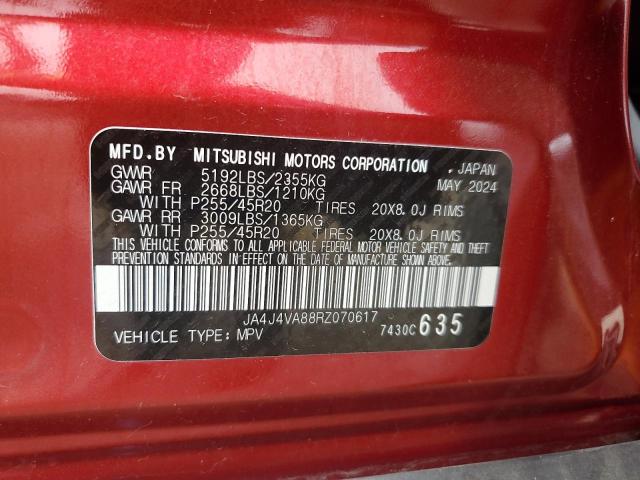 MFD.BY MITSUBISHI MOTORS CORPORATION , JAPAN
GVWR 5192LBS/2355KG MAY 2024
GAWR FR 2668LBS/1210KG
WITH P255/45R20 TIRES 20X8.0J RIMS
GAWR RR 3009LBS/1365KG
WITH P255/45R20 TIRES 20X8.0J RIMS
THIS VEHICLE CONFORMS TO ALL APPLICABLE FEDERAL MOTOR VEHICLE SAFETY AND THEFT
PREVENTION STANDARDS IN EFFECT ON THE DATE OF MANUFACTURE SHOWN ABOVE.
JA4J4VA88RZ070617
VEHICLE TYPE: MPV 7430C 635